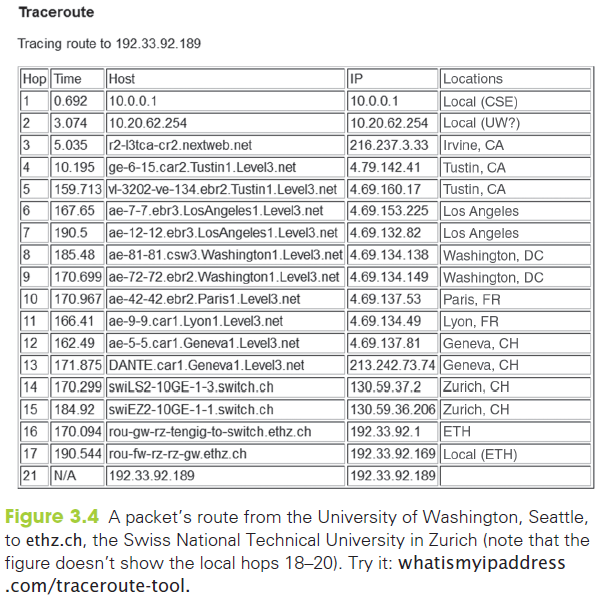 Traceroute
Tracing route to 192.33.92.189
Hop Time Host IP Locations
1 0.692 10.0.0.1 10.0.0.1 Local (CSE)
2 3.074 10.20.62.254 10.20.62.254 Local (UW?)
3 5.035 r2-l3tca-cr2.nextweb.net 216.237.3.33 Irvine, CA
4 10.195 ge-6-15.car2.Tustin1.Level3.net 4.79.142.41 Tustin, CA
5 159.713 vl-3202-ve-134.ebr2.Tustin1.Level3.net 4.69.160.17 Tustin, CA
6 167.65 ae-7-7.ebr3.LosAngeles1.Level3.net 4.69.153.225 Los Angeles
7 190.5 ae-12-12.ebr3.LosAngeles1.Level3.net 4.69.132.82 Los Angeles
8 185.48 ae-81-81.csw3.Washington1.Level3.net 4.69.134.138 Washington, DC
9 170.699 ae-72-72.ebr2.Washington1.Level3.net 4.69.134.149 Washington, DC
10 170.967 ae-42-42.ebr2.Paris1.Level3.net 4.69.137.53 Paris, FR
11 166.41 ae-9-9.car1.Lyon1.Level3.net 4.69.134.49 Lyon, FR
12 162.49 ae-5-5.car1.Geneva1.Level3.net 4.69.137.81 Geneva, CH
13 171.875 DANTE.car1.Geneva1.Level3.net 213.242.73.74 Geneva, CH
14 170.299 swiLS2-10GE-1-3.switch.ch 130.59.37.2 Zurich, CH
15 184.92 swiEZ2-10GE-1-1.switch.ch 130.59.36.206 Zurich, CH
16 170.094 rou-gw-rz-tengig-to-switch.ethz.ch 192.33.92.1 ETH
17 190.544 rou-fw-rz-rz-gw.ethz.ch 192.33.92.169 Local (ETH)
21 N/A 192.33.92.189 192.33.92.189
Figure 3.4 A packet's route from the University of Washington, Seattle,
to ethz.ch, the Swiss National Technical University in Zurich (note that the
figure doesn't show the local hops 18–20). Try it: whatismyipaddress
.com/traceroute-tool.